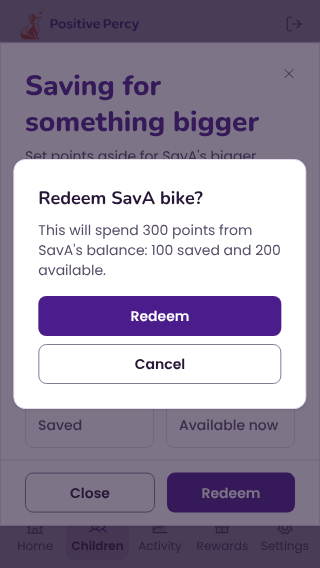 Positive Percy
Saving for
something bigger
Set points aside for SavA's bigger
Redeem SavA bike?
This will spend 300 points from
SavA's balance: 100 saved and 200
available.
Redeem
Cancel
Saved
Available now
Close
Redeem
Home
Children
Activity
Rewards
Settings